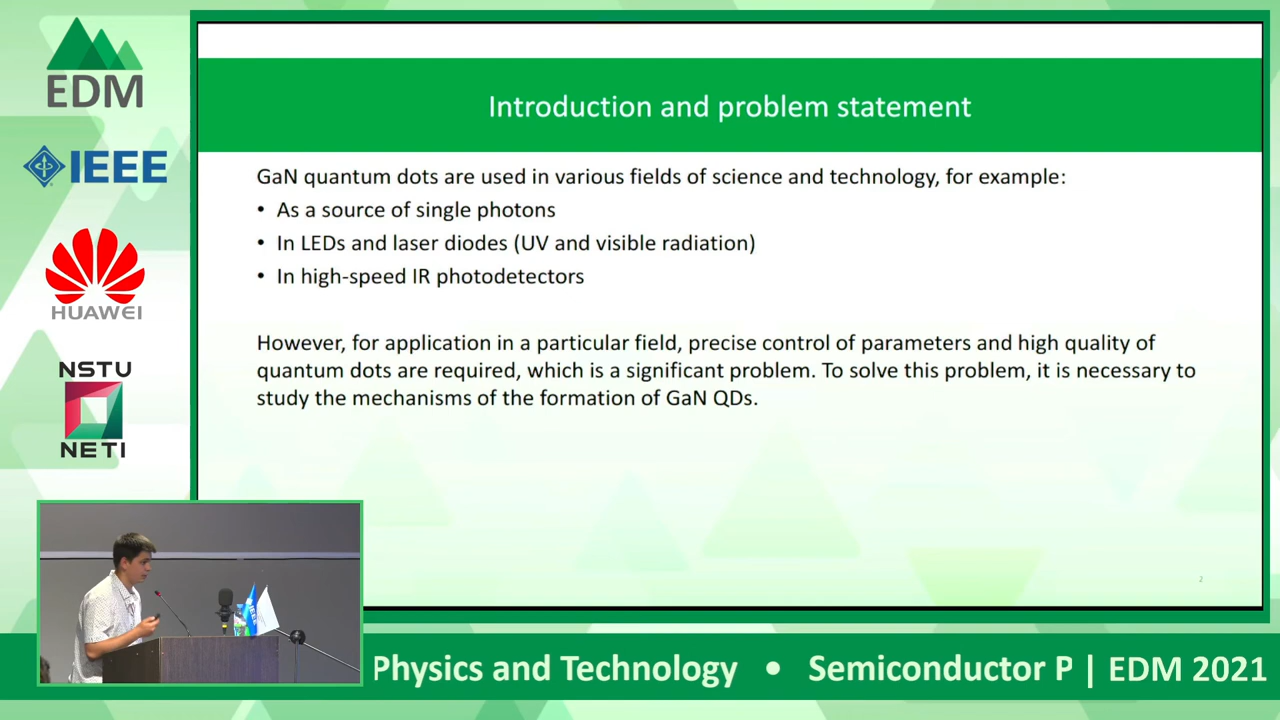 EDM
IEEE
HUAWEI
NSTU
NETI
Introduction and problem statement
GaN quantum dots are used in various fields of science and technology, for example:
• As a source of single photons
• In LEDs and laser diodes (UV and visible radiation)
• In high-speed IR photodetectors
However, for application in a particular field, precise control of parameters and high quality of
quantum dots are required, which is a significant problem. To solve this problem, it is necessary to
study the mechanisms of the formation of GaN QDs.
2
IEEE
Physics and Technology • Semiconductor P | EDM 2021